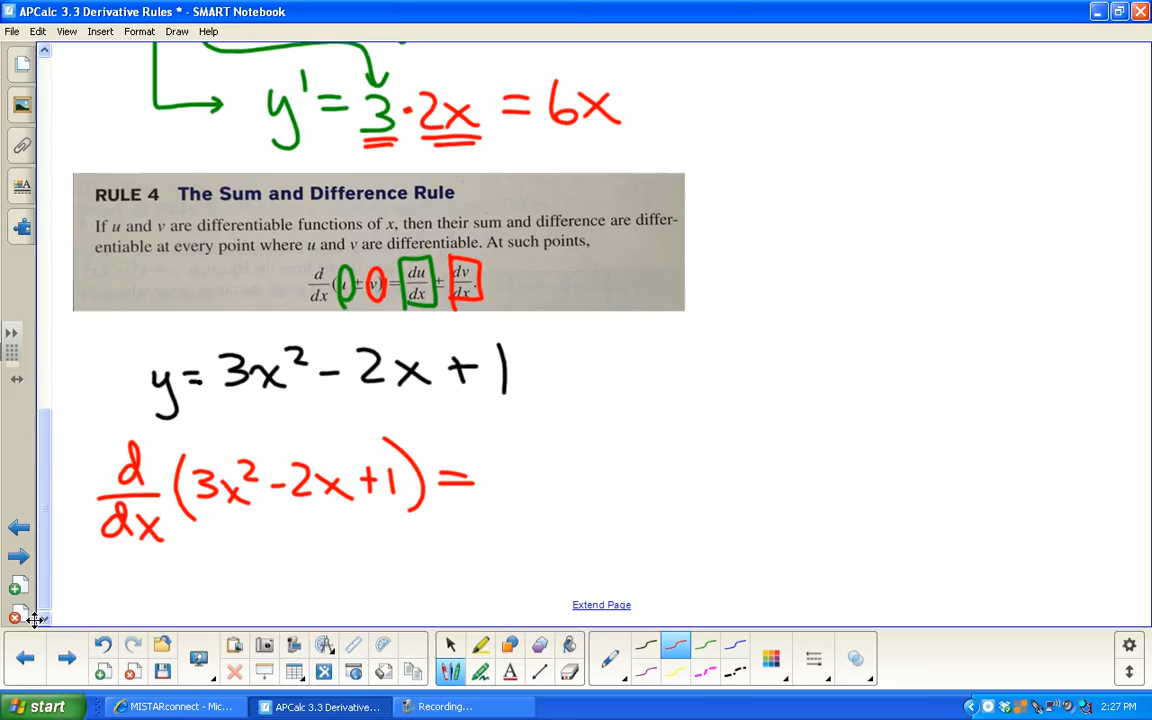 APCalc 3.3 Derivative Rules * - SMART Notebook
File Edit View Insert Format Draw Help
y' = 3 · 2x = 6x
RULE 4 The Sum and Difference Rule
If u and v are differentiable functions of x, then their sum and difference are differ-
entiable at every point where u and v are differentiable. At such points,
d/dx (u ± v) = du/dx ± dv/dx.
y = 3x² - 2x + 1
d/dx (3x² - 2x + 1) =
Extend Page
start
MISTARconnect - Mic...
APCalc 3.3 Derivative...
Recording...
2:27 PM